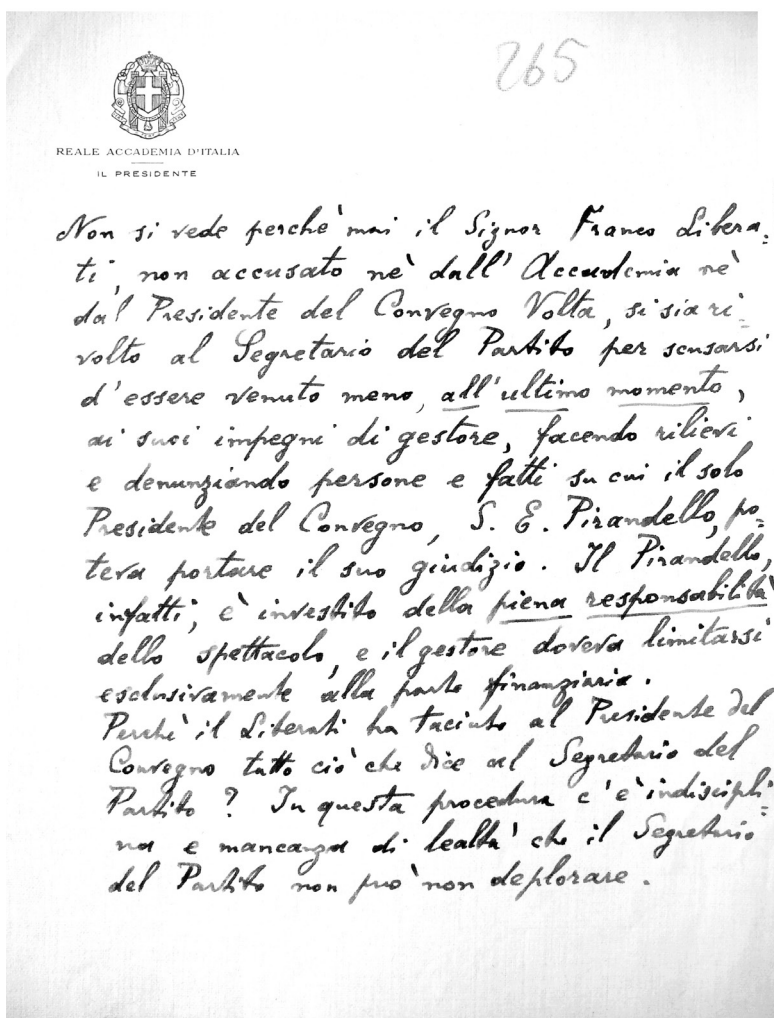 265
REALE ACCADEMIA D'ITALIA
IL PRESIDENTE
Non si vede perchè mai il Signor Franco Libera=
ti, non accusato nè dall'Accademia nè
dal Presidente del Convegno Volta, si sia ri=
volto al Segretario del Partito per scusarsi
d'essere venuto meno, all'ultimo momento,
ai suoi impegni di gestore, facendo rilievi
e denunziando persone e fatti su cui il solo
Presidente del Convegno, S. E. Pirandello, po=
teva portare il suo giudizio. Il Pirandello,
infatti, è investito della piena responsabilità
dello spettacolo, e il gestore doveva limitarsi
esclusivamente alla parte finanziaria.
Perchè il Liberati ha taciuto al Presidente del
Convegno tutto ciò che dice al Segretario del
Partito? In questa procedura c'è indiscipli=
na e mancanza di lealtà che il Segretario
del Partito non può non deplorare.